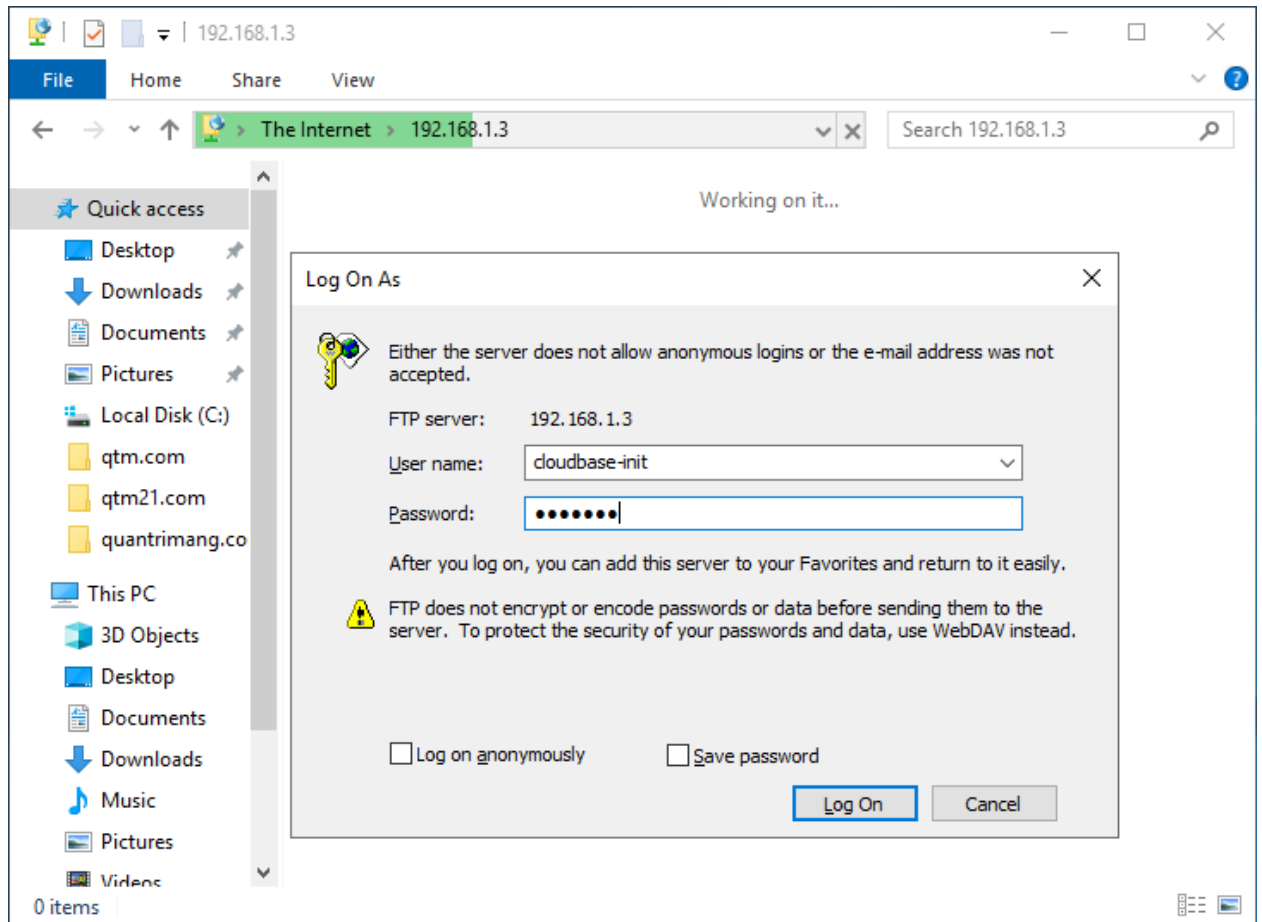 192.168.1.3
File Home Share View
The Internet 192.168.1.3
Search 192.168.1.3
Quick access
Desktop
Downloads
Documents
Pictures
Local Disk (C:)
qtm.com
qtm21.com
quantrimang.co
This PC
3D Objects
Desktop
Documents
Downloads
Music
Pictures
Videos
0 items
Working on it...
Log On As
Either the server does not allow anonymous logins or the e-mail address was not
accepted.
FTP server: 192.168.1.3
User name: cloudbase-init
Password: •••••••
After you log on, you can add this server to your Favorites and return to it easily.
FTP does not encrypt or encode passwords or data before sending them to the
server. To protect the security of your passwords and data, use WebDAV instead.
Log on anonymously Save password
Log On Cancel